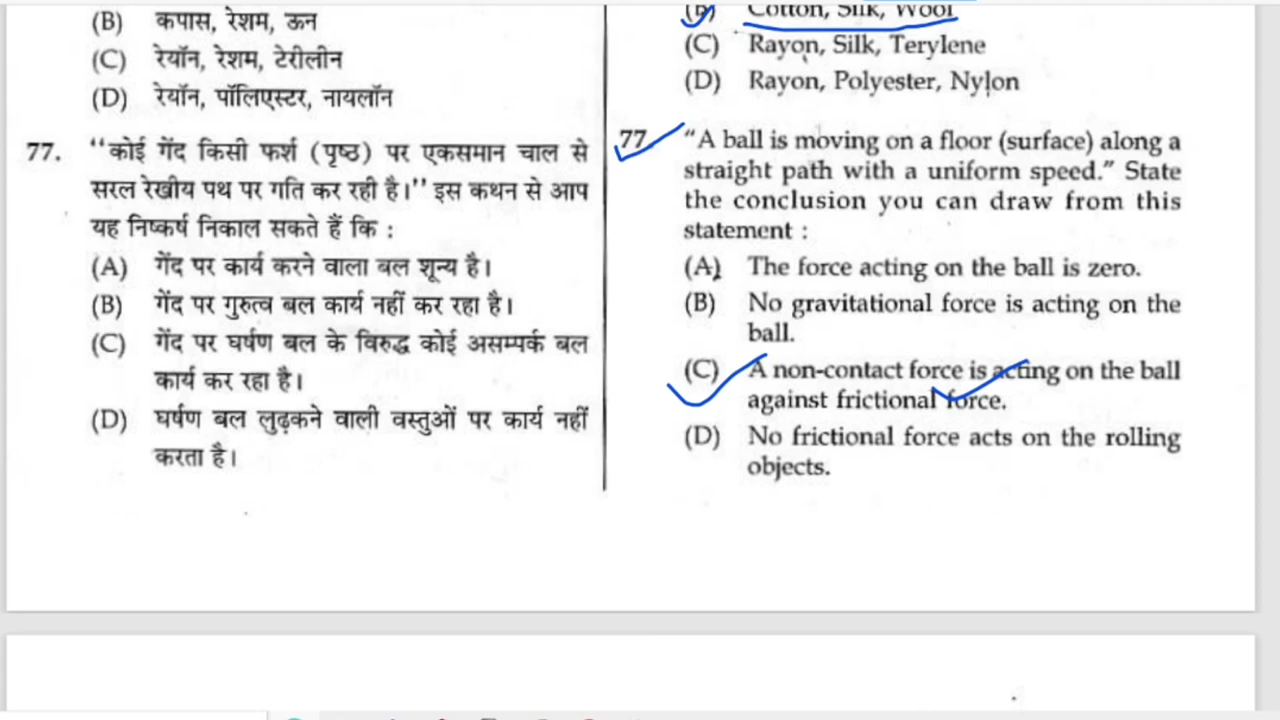 (B) कपास, रेशम, ऊन
(C) रेयॉन, रेशम, टेरीलीन
(D) रेयॉन, पॉलिएस्टर, नायलॉन
77. “कोई गेंद किसी फर्श (पृष्ठ) पर एकसमान चाल से
सरल रेखीय पथ पर गति कर रही है।” इस कथन से आप
यह निष्कर्ष निकाल सकते हैं कि :
(A) गेंद पर कार्य करने वाला बल शून्य है।
(B) गेंद पर गुरुत्व बल कार्य नहीं कर रहा है।
(C) गेंद पर घर्षण बल के विरुद्ध कोई असम्पर्क बल
कार्य कर रहा है।
(D) घर्षण बल लुढ़कने वाली वस्तुओं पर कार्य नहीं
करता है।
(B) Cotton, Silk, Wool
(C) Rayon, Silk, Terylene
(D) Rayon, Polyester, Nylon
77 “A ball is moving on a floor (surface) along a
straight path with a uniform speed.” State
the conclusion you can draw from this
statement :
(A) The force acting on the ball is zero.
(B) No gravitational force is acting on the
ball.
(C) A non-contact force is acting on the ball
against frictional force.
(D) No frictional force acts on the rolling
objects.